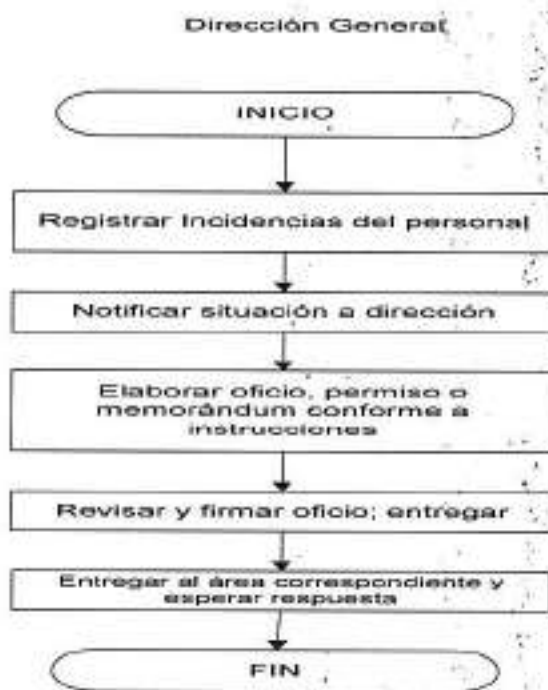 Dirección General
INICIO
Registrar Incidencias del personal
Notificar situación a dirección
Elaborar oficio, permiso o
memorándum conforme a
instrucciones
Revisar y firmar oficio; entregar
Entregar al área correspondiente y
esperar respuesta
FIN